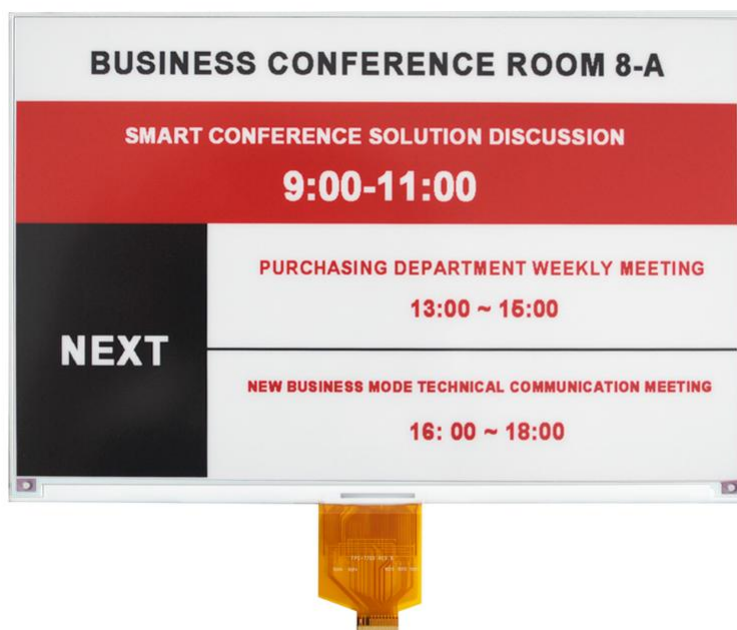 BUSINESS CONFERENCE ROOM 8-A
SMART CONFERENCE SOLUTION DISCUSSION
9:00-11:00
NEXT
PURCHASING DEPARTMENT WEEKLY MEETING
13:00 ~ 15:00
NEW BUSINESS MODE TECHNICAL COMMUNICATION MEETING
16: 00 ~ 18:00